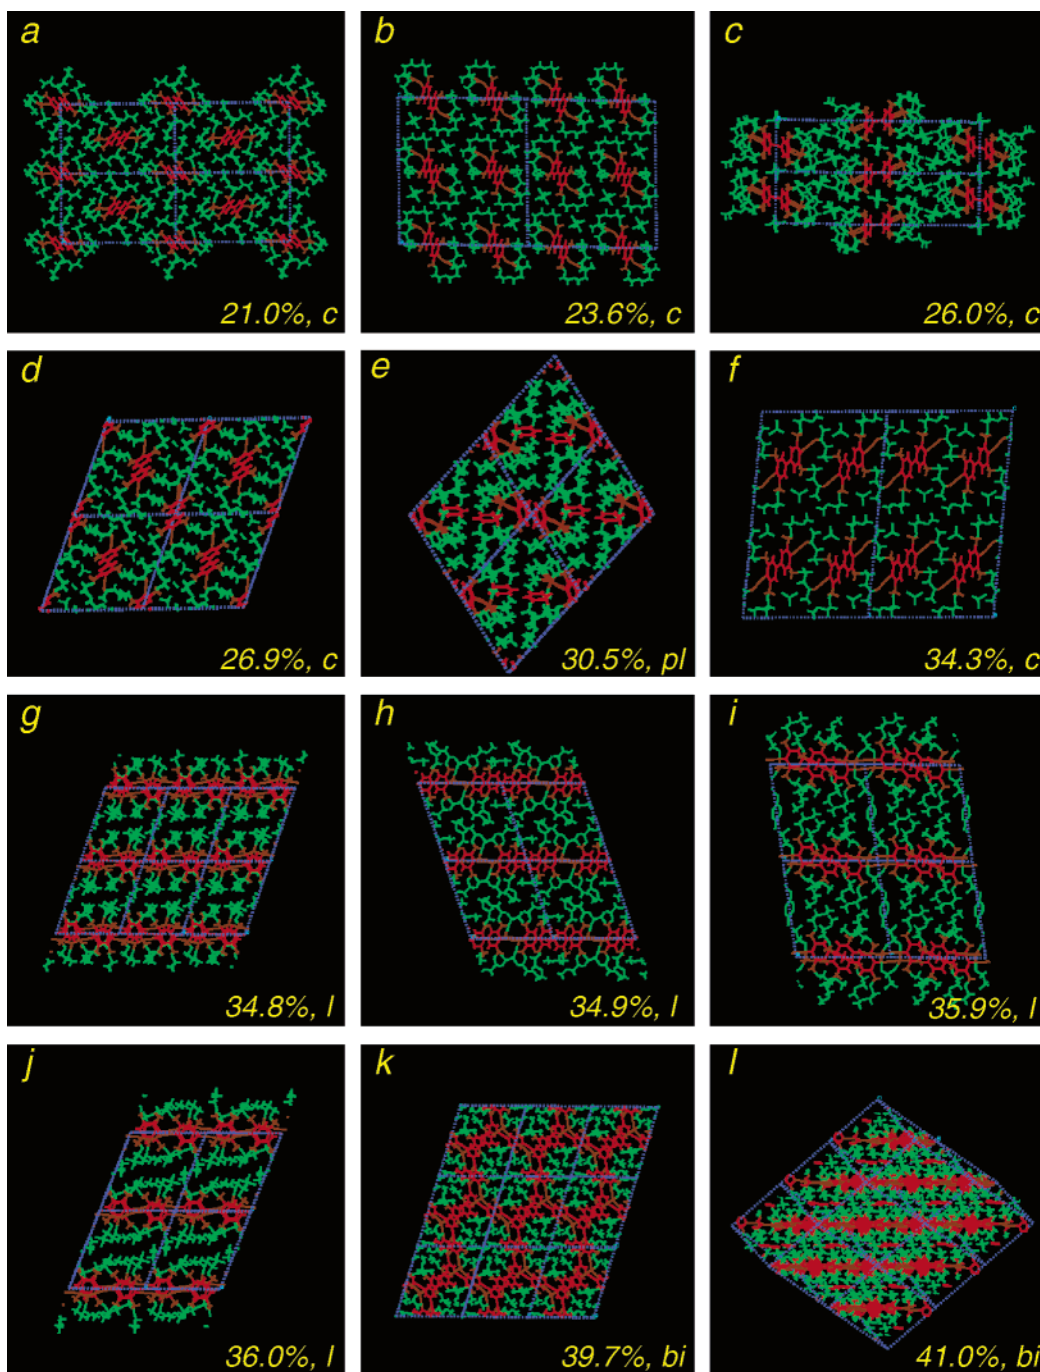 a
21.0%, c
b
23.6%, c
c
26.0%, c
d
26.9%, c
e
30.5%, pl
f
34.3%, c
g
34.8%, l
h
34.9%, l
i
35.9%, l
j
36.0%, l
k
39.7%, bi
l
41.0%, bi